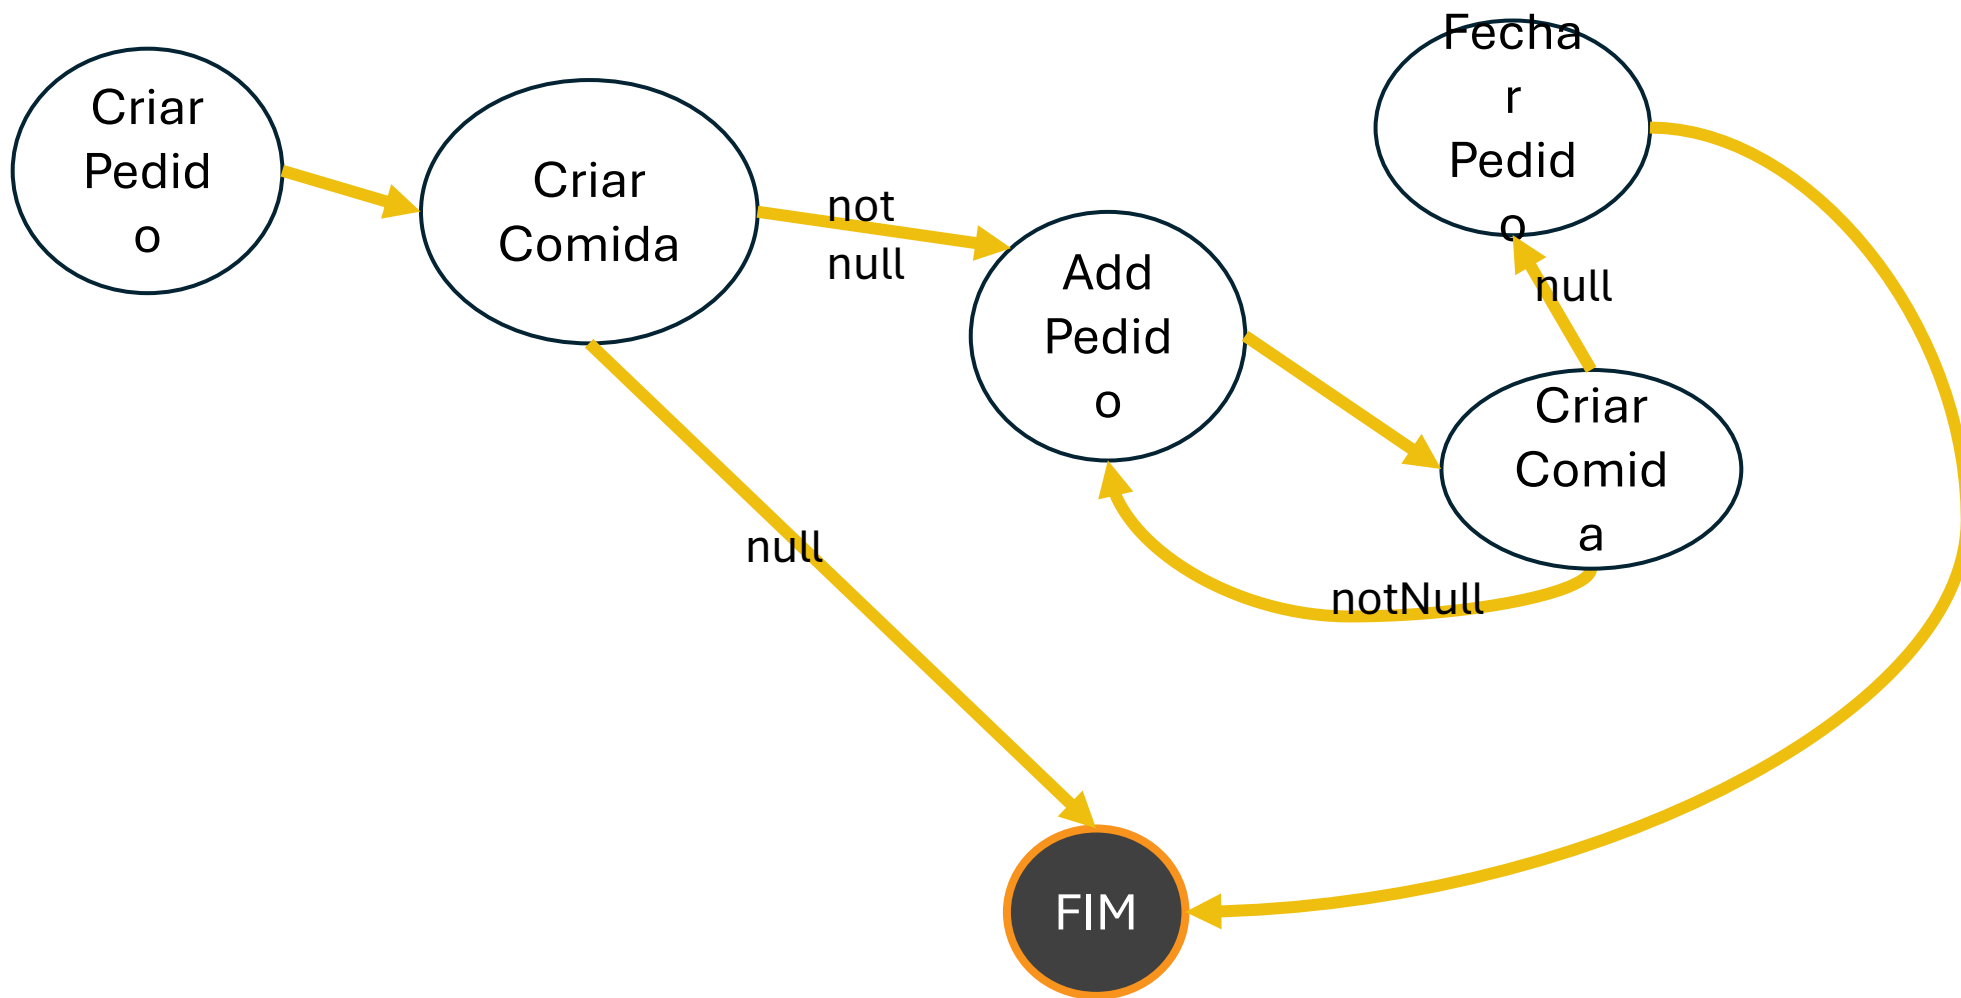 Criar
Pedid
o
Criar
Comida
not
null
Add
Pedid
o
Fecha
r
Pedid
o
null
Criar
Comid
a
notNull
null
FIM